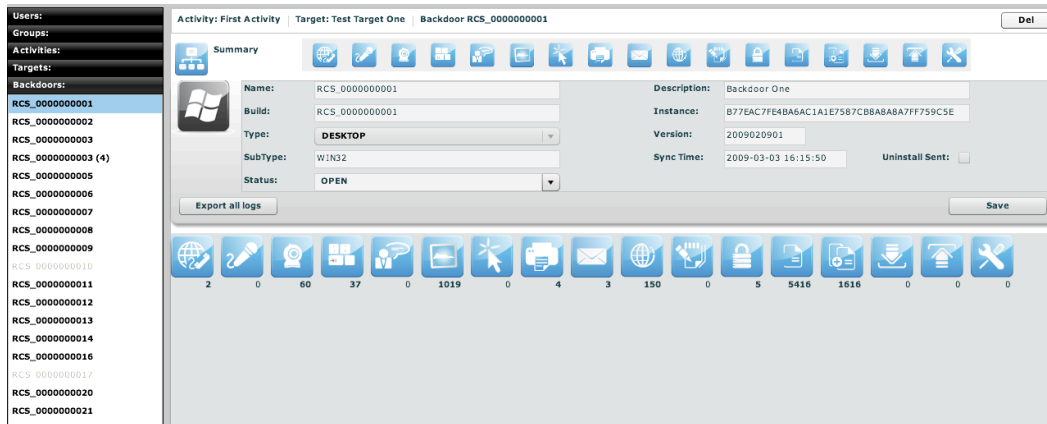 Users:
Groups:
Activities:
Targets:
Backdoors:
RCS_0000000001
RCS_0000000002
RCS_0000000003
RCS_0000000003 (4)
RCS_0000000005
RCS_0000000006
RCS_0000000007
RCS_0000000008
RCS_0000000009
RCS 0000000010
RCS_0000000011
RCS_0000000012
RCS_0000000013
RCS_0000000014
RCS_0000000016
RCS 0000000017
RCS_0000000020
RCS_0000000021
Activity: First Activity Target: Test Target One Backdoor RCS_0000000001
Del
Summary
Name: RCS_0000000001 Description: Backdoor One
Build: RCS_0000000001 Instance: B77EAC7FE4BA6AC1A1E7587CB8A8A8A7FF759C5E
Type: DESKTOP Version: 2009020901
SubType: WIN32 Sync Time: 2009-03-03 16:15:50 Uninstall Sent:
Status: OPEN
Export all logs Save
2 0 60 37 0 1019 0 4 3 150 0 5 5416 1616 0 0 0